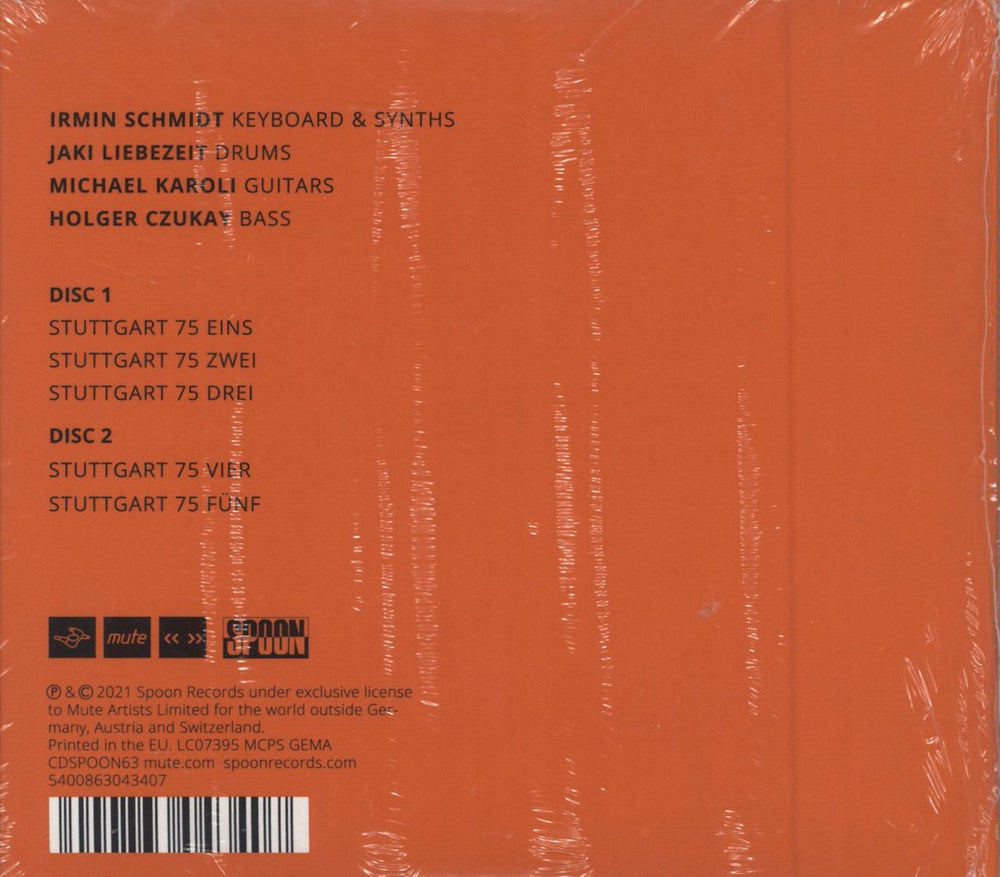 IRMIN SCHMIDT KEYBOARD & SYNTHS
JAKI LIEBEZEIT DRUMS
MICHAEL KAROLI GUITARS
HOLGER CZUKAY BASS
DISC 1
STUTTGART 75 EINS
STUTTGART 75 ZWEI
STUTTGART 75 DREI
DISC 2
STUTTGART 75 VIER
STUTTGART 75 FÜNF
mute << >> SPOON
℗ & © 2021 Spoon Records under exclusive license
to Mute Artists Limited for the world outside Ger-
many, Austria and Switzerland.
Printed in the EU. LC07395 MCPS GEMA
CDSPOON63 mute.com spoonrecords.com
5400863043407